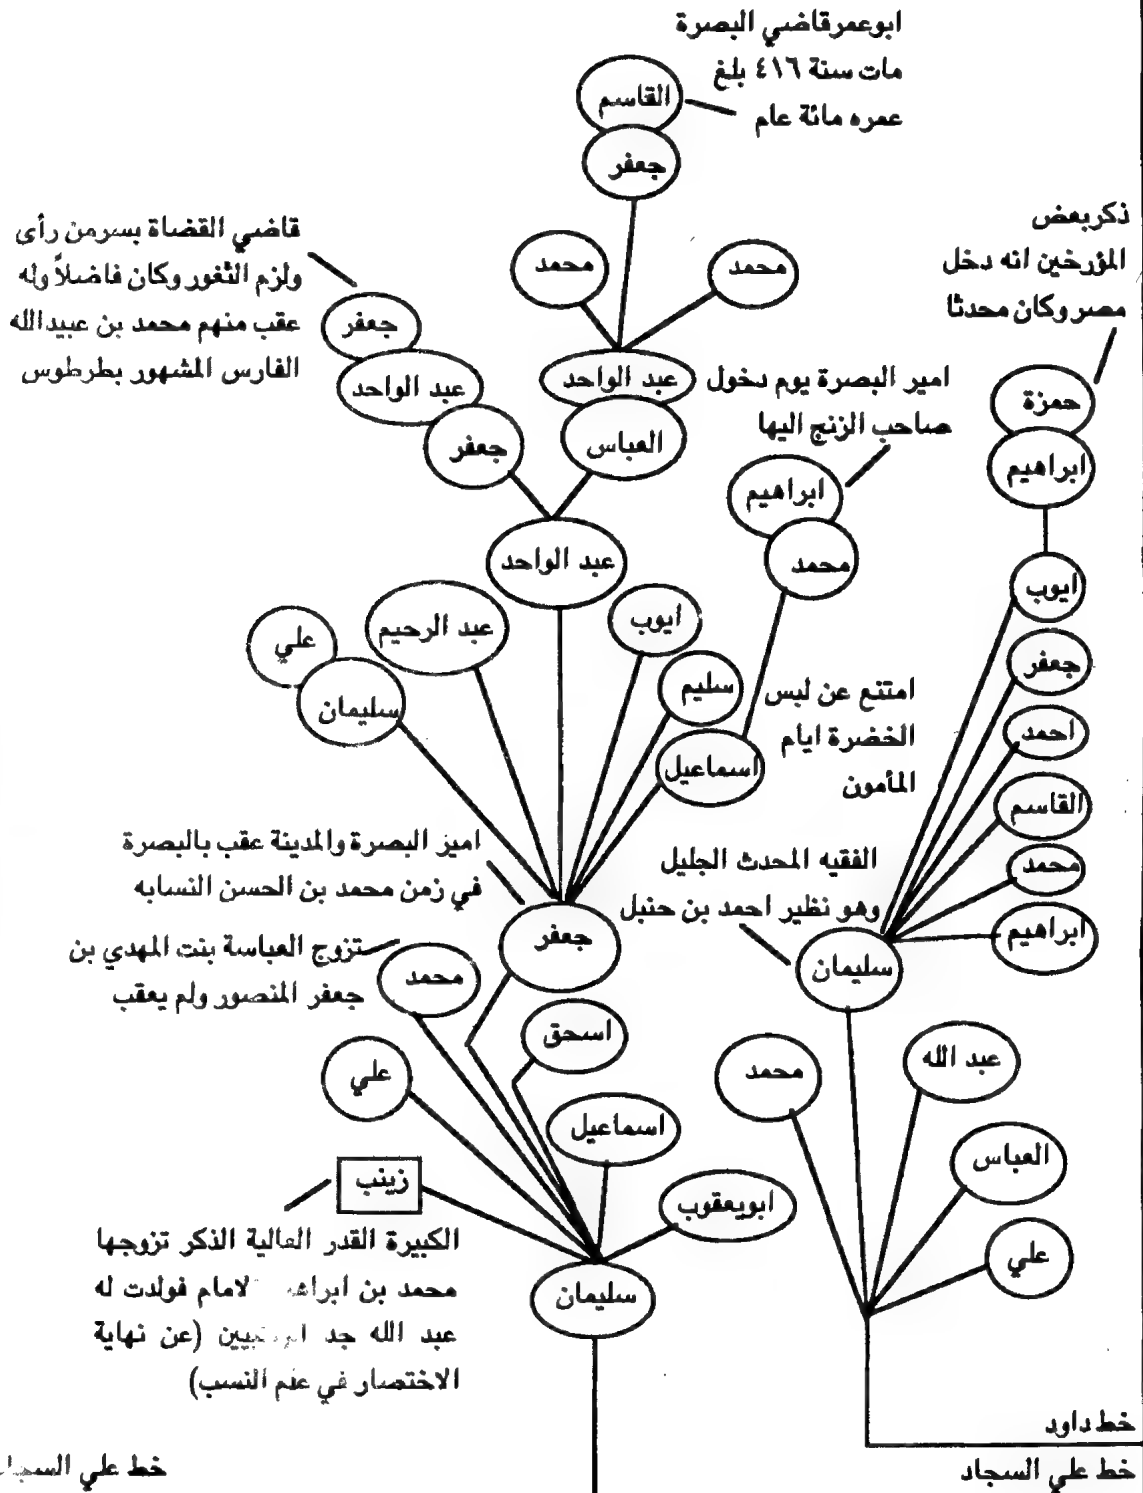 ابوعمرقاضي البصرة
مات سنة ٤١٦ بلغ
عمره مائة عام
القاسم
جعفر
محمد
محمد
عبد الواحد
العباس
قاضي القضاة بسرمن رأى
ولزم الثغور وكان فاضلاً وله
عقب منهم محمد بن عبيدالله
الفارس المشهور بطرطوس
جعفر
عبد الواحد
جعفر
ذكربعض
المؤرخين انه دخل
مصر وكان محدثا
حمزة
ابراهيم
ايوب
جعفر
احمد
القاسم
محمد
ابراهيم
امير البصرة يوم دخول
صاحب الزنج اليها
ابراهيم
محمد
عبد الواحد
ايوب
سليم
اسماعيل
عبد الرحيم
علي
سليمان
امتنع عن لبس
الخضرة ايام
المأمون
الفقيه المحدث الجليل
وهو نظير احمد بن حنبل
سليمان
اميز البصرة والمدينة عقب بالبصرة
في زمن محمد بن الحسن النسابه
جعفر
تزوج العباسة بنت المهدي بن
جعفر المنصور ولم يعقب
محمد
اسحق
علي
اسماعيل
زينب
ابويعقوب
الكبيرة القدر العالية الذكر تزوجها
محمد بن الامام فولدت له
عبد الله جد (عن نهاية
الاختصار في علم النسب)
سليمان
محمد
عبد الله
العباس
علي
خط داود
خط علي السجاد
خط علي السجاد